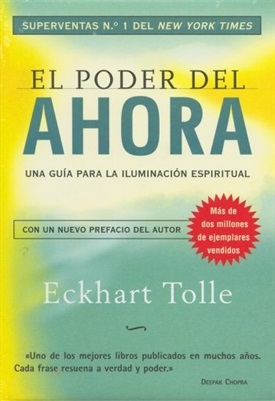 SUPERVENTAS N.º 1 DEL NEW YORK TIMES
EL PODER DEL
AHORA
UNA GUÍA PARA LA ILUMINACIÓN ESPIRITUAL
CON UN NUEVO PREFACIO DEL AUTOR
Más de
dos millones
de ejemplares
vendidos
Eckhart Tolle
«Uno de los mejores libros publicados en muchos años.
Cada frase resuena a verdad y poder.»
DEEPAK CHOPRA